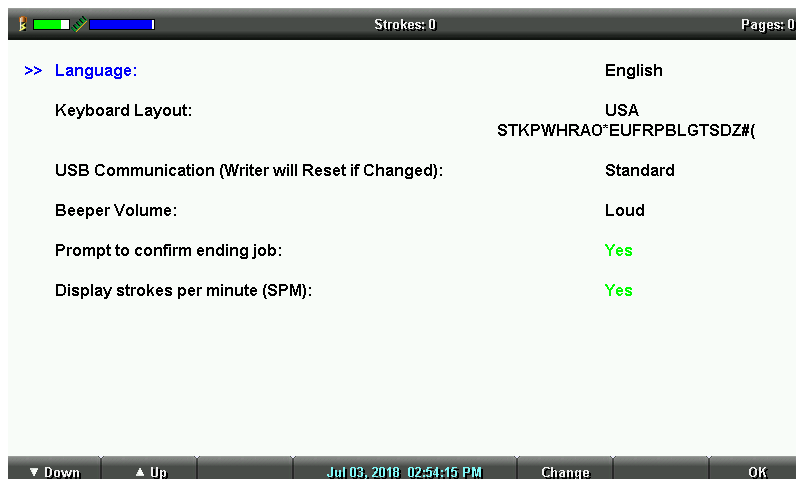 Strokes: 0 Pages: 0
>> Language: English
Keyboard Layout: USA
STKPWHRAO*EUFRPBLGTSDZ#(
USB Communication (Writer will Reset if Changed): Standard
Beeper Volume: Loud
Prompt to confirm ending job: Yes
Display strokes per minute (SPM): Yes
▼ Down ▲ Up Jul 03, 2018 02:54:15 PM Change OK